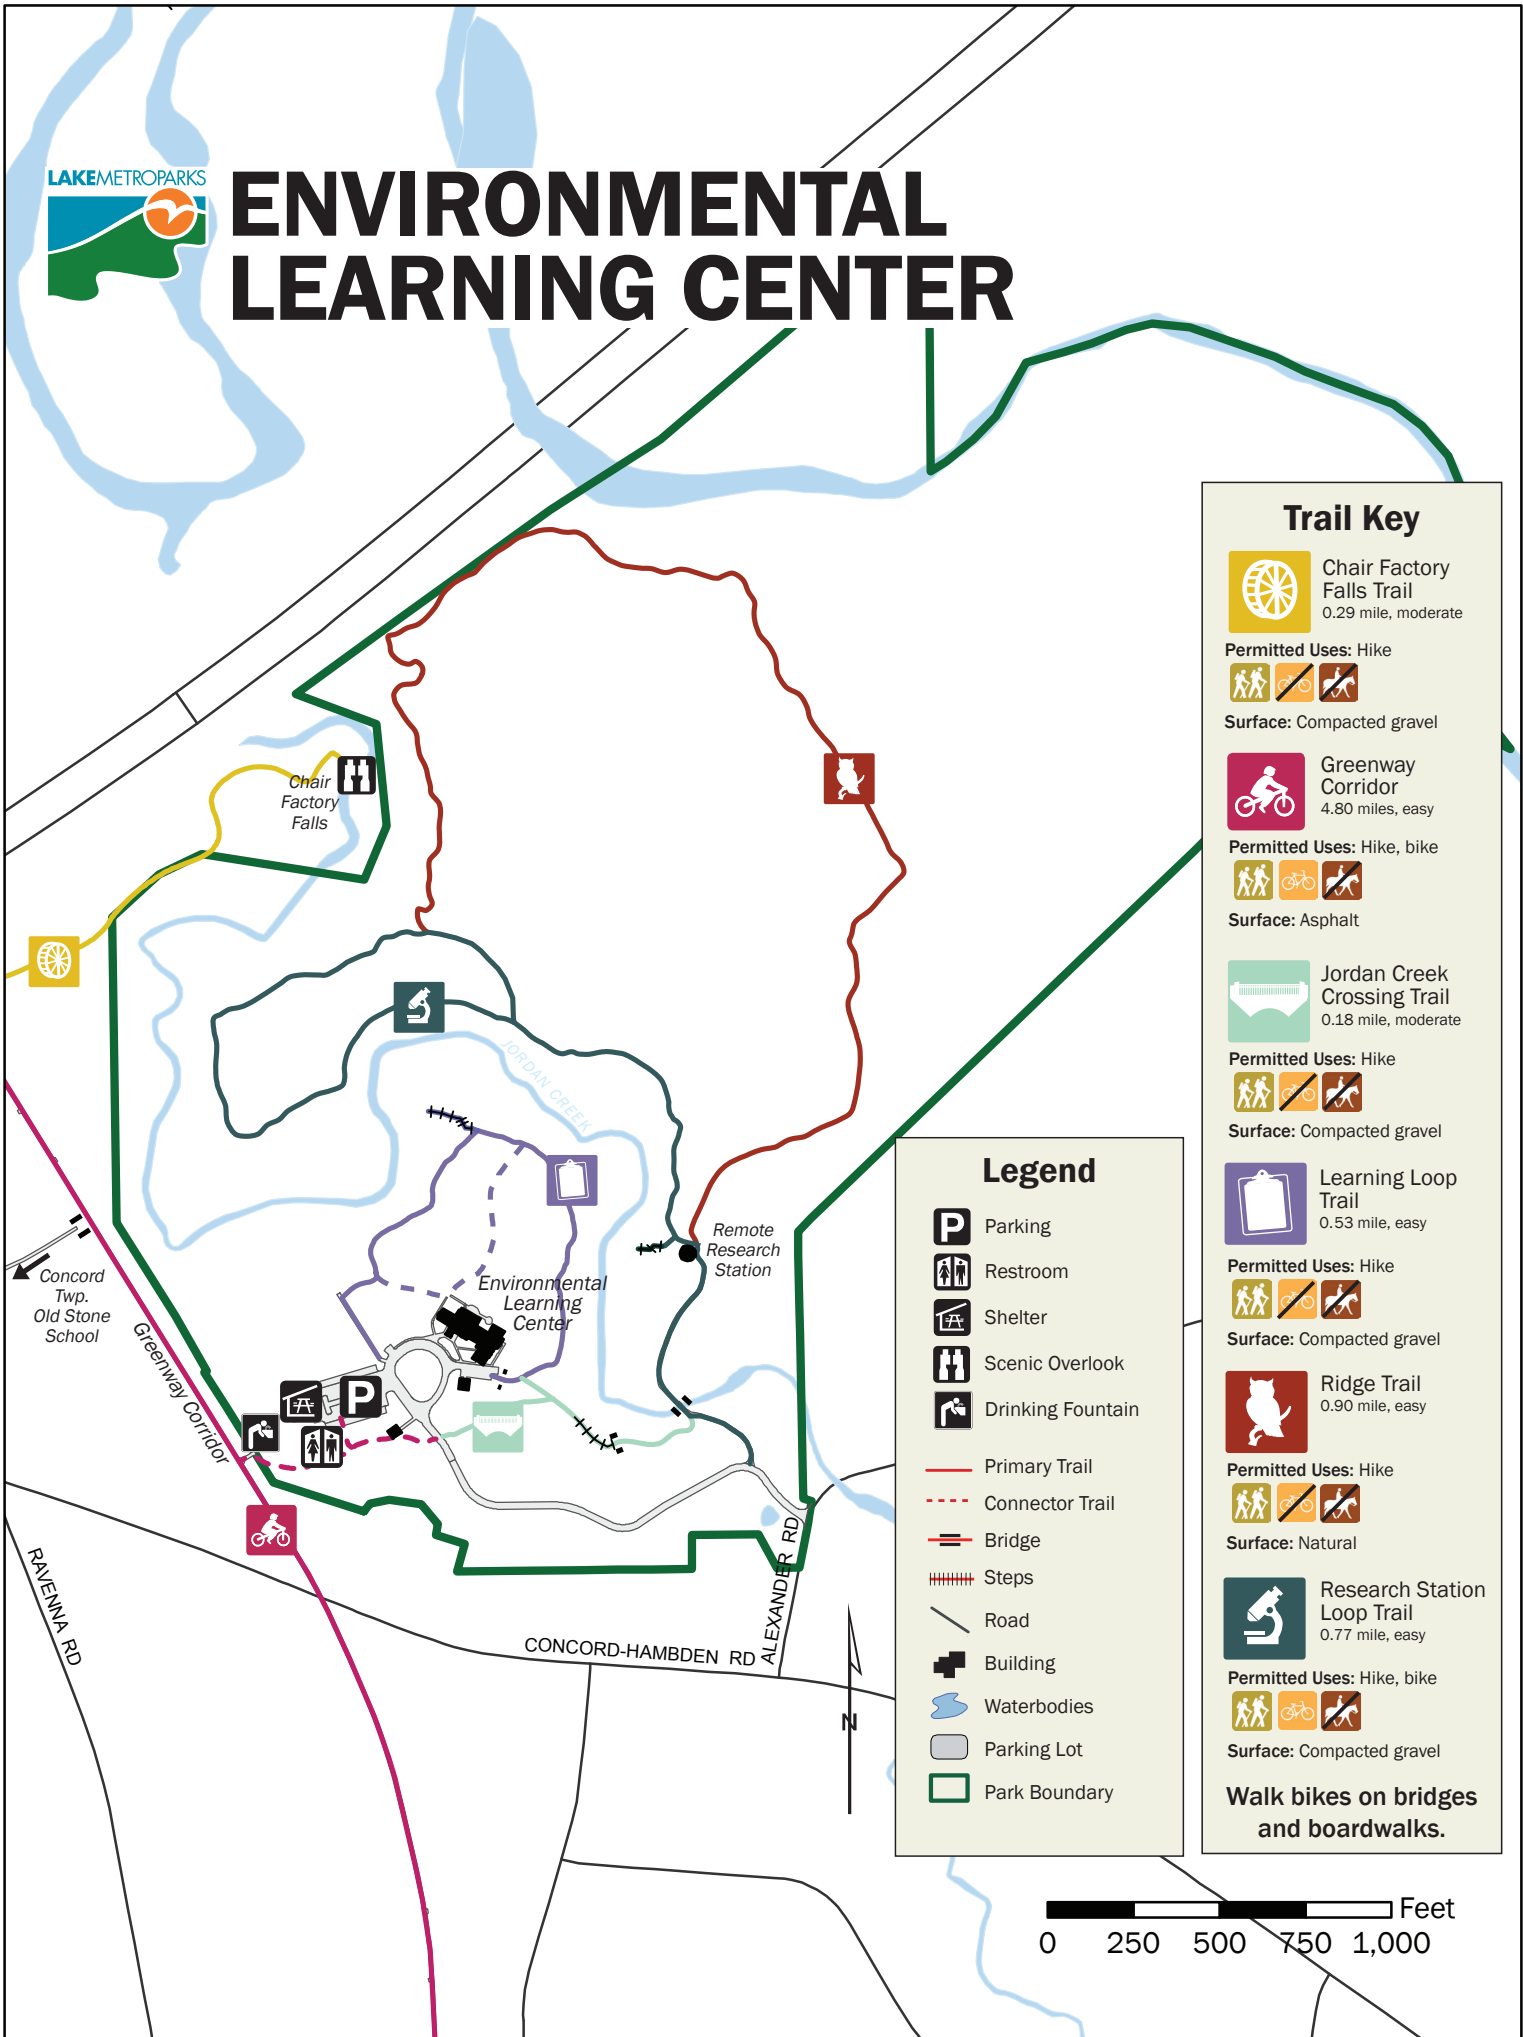 LAKEMETROPARKS
ENVIRONMENTAL
LEARNING CENTER
Chair
Factory
Falls
JORDAN CREEK
Remote
Research
Station
Environmental
Learning
Center
Concord
Twp.
Old Stone
School
Greenway Corridor
P
RAVENNA RD
CONCORD-HAMBDEN RD
ALEXANDER RD
N
Legend
P Parking
Restroom
Shelter
Scenic Overlook
Drinking Fountain
Primary Trail
Connector Trail
Bridge
Steps
Road
Building
Waterbodies
Parking Lot
Park Boundary
Trail Key
Chair Factory
Falls Trail
0.29 mile, moderate
Permitted Uses: Hike
Surface: Compacted gravel
Greenway
Corridor
4.80 miles, easy
Permitted Uses: Hike, bike
Surface: Asphalt
Jordan Creek
Crossing Trail
0.18 mile, moderate
Permitted Uses: Hike
Surface: Compacted gravel
Learning Loop
Trail
0.53 mile, easy
Permitted Uses: Hike
Surface: Compacted gravel
Ridge Trail
0.90 mile, easy
Permitted Uses: Hike
Surface: Natural
Research Station
Loop Trail
0.77 mile, easy
Permitted Uses: Hike, bike
Surface: Compacted gravel
Walk bikes on bridges
and boardwalks.
Feet
0 250 500 750 1,000